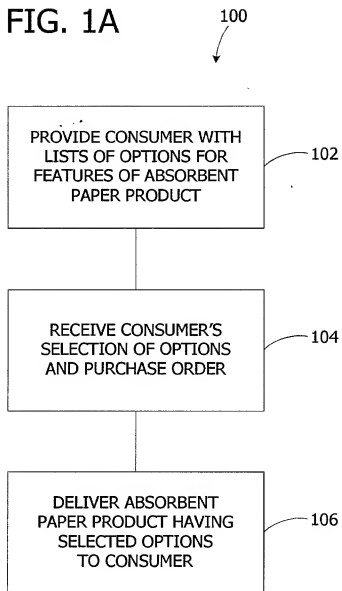 FIG. 1A
100
PROVIDE CONSUMER WITH
LISTS OF OPTIONS FOR
FEATURES OF ABSORBENT
PAPER PRODUCT
102
RECEIVE CONSUMER'S
SELECTION OF OPTIONS
AND PURCHASE ORDER
104
DELIVER ABSORBENT
PAPER PRODUCT HAVING
SELECTED OPTIONS
TO CONSUMER
106